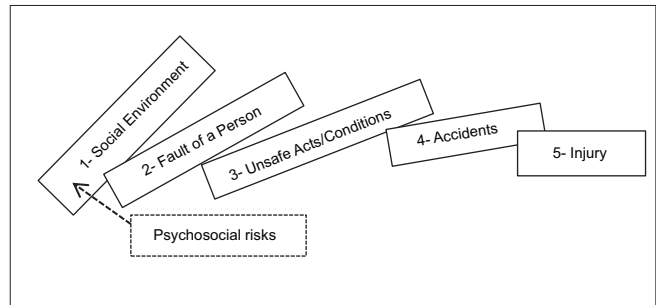 1- Social Environment
2- Fault of a Person
3- Unsafe Acts/Conditions
4- Accidents
5- Injury
Psychosocial risks